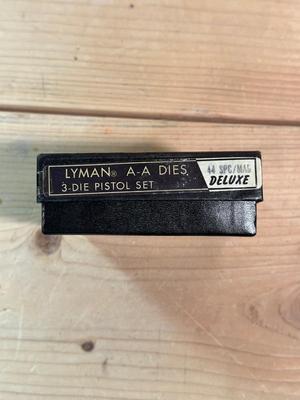 LYMAN® A-A DIES
3-DIE PISTOL SET
44 SPC/MAG
DELUXE